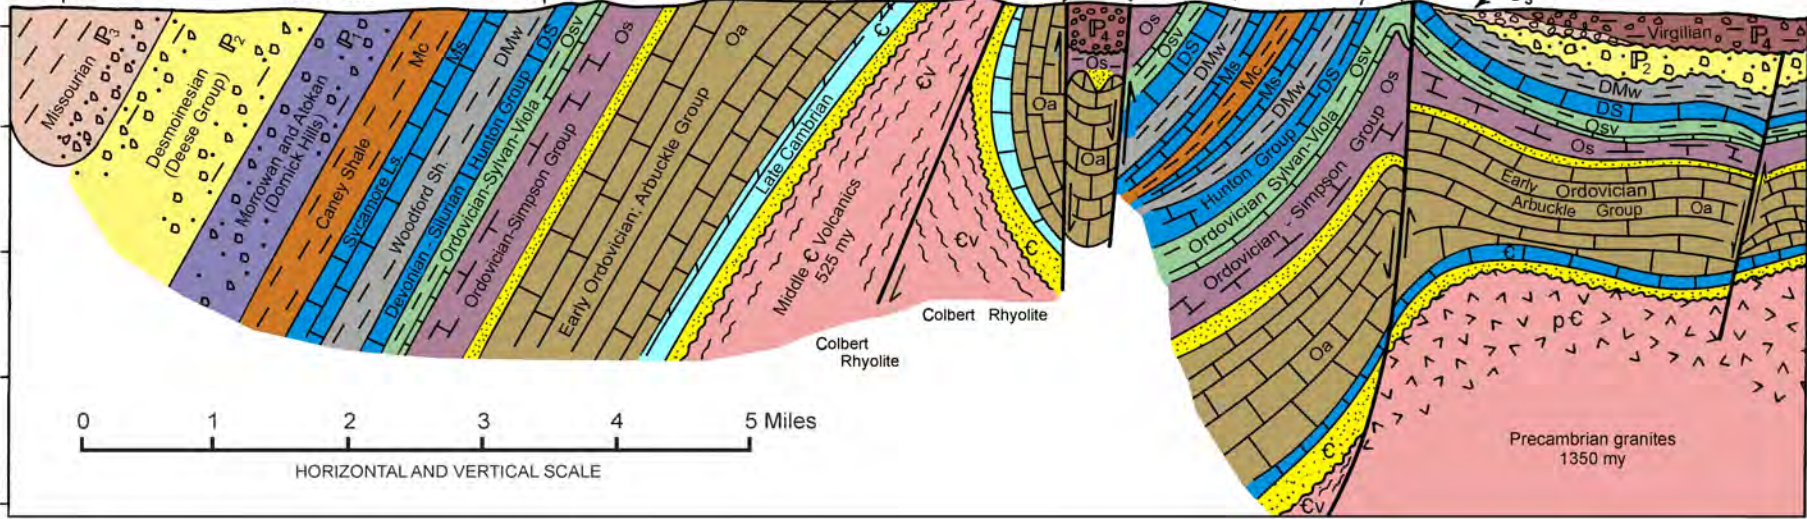 Missourian
ℙ₃
Desmoinesian
(Deese Group)
ℙ₂
Morrowan and Atokan
(Dornick Hills)
ℙ₁
Caney Shale
Mc
Sycamore Ls.
Ms
Woodford Sh.
DMw
Devonian - Silurian Hunton Group
DS
Ordovician-Sylvan-Viola
Osv
Ordovician-Simpson Group
Os
Early Ordovician: Arbuckle Group
Oa
Late Cambrian
Є
Middle Є Volcanics
525 my
Єv
Єv
Є
Colbert Rhyolite
Colbert
Rhyolite
Oa
Oa
ℙ₄
Os
Os
Osv
DS
DMw
Ms
Mc
Ms
DMw
DS
Osv
Os
Hunton Group
Ordovician Sylvan-Viola
Ordovician - Simpson Group
Oa
Є
Єv
Virgilian ℙ₄
ℙ₂
DMw
DS
Osv
Os
Early Ordovician
Arbuckle Group Oa
Є
pЄ
Precambrian granites
1350 my
0 1 2 3 4 5 Miles
HORIZONTAL AND VERTICAL SCALE